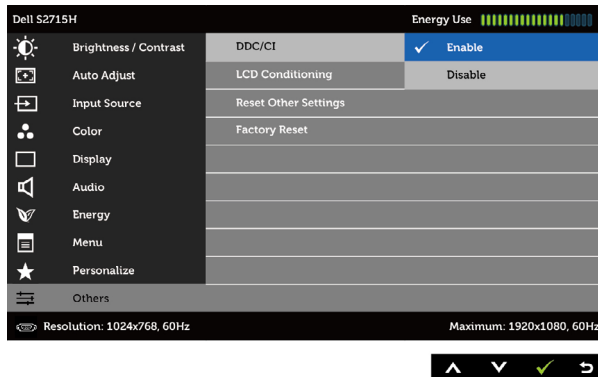 Dell S2715H Energy Use
Brightness / Contrast DDC/CI Enable
Auto Adjust LCD Conditioning Disable
Input Source Reset Other Settings
Color Factory Reset
Display
Audio
Energy
Menu
Personalize
Others
Resolution: 1024x768, 60Hz Maximum: 1920x1080, 60Hz